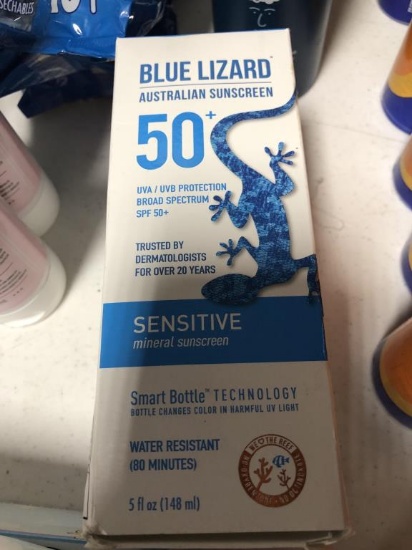 BLUE LIZARD
AUSTRALIAN SUNSCREEN
50+
UVA / UVB PROTECTION
BROAD SPECTRUM
SPF 50+
TRUSTED BY
DERMATOLOGISTS
FOR OVER 20 YEARS
SENSITIVE
mineral sunscreen
Smart Bottle™ TECHNOLOGY
BOTTLE CHANGES COLOR IN HARMFUL UV LIGHT
WATER RESISTANT
(80 MINUTES)
5 fl oz (148 ml)